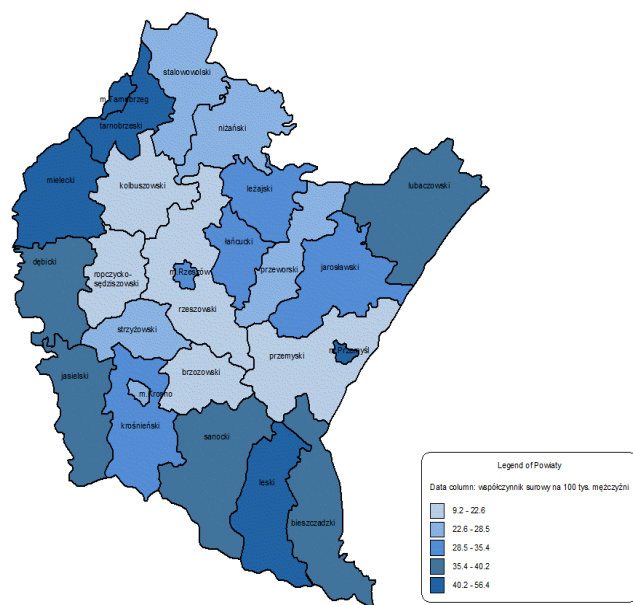 stalowowolski
m.Tarnobrzeg
tarnobrzeski
niżański
mielecki
kolbuszowski
leżajski
lubaczowski
łańcucki
dębicki
ropczycko-
sędziszowski
m.Rzeszów
przeworski
jarosławski
rzeszowski
strzyżowski
przemyski
m.Przemyśl
jasielski
brzozowski
m.Krosno
krośnieński
sanocki
leski
bieszczadzki
Legend of Powiaty
Data column: współczynnik surowy na 100 tys. mężczyźni
9.2 - 22.6
22.6 - 28.5
28.5 - 35.4
35.4 - 40.2
40.2 - 56.4